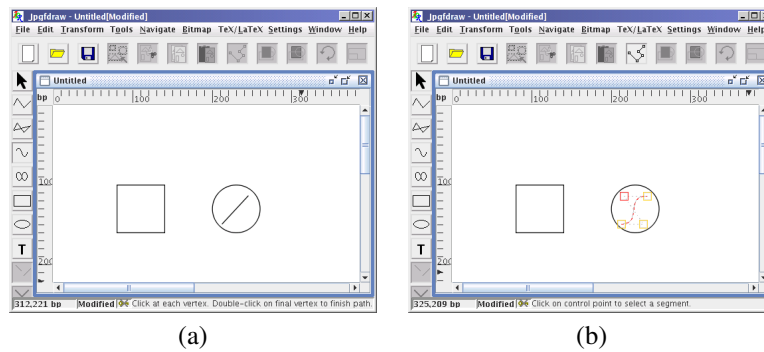 Jpgfdraw - Untitled[Modified]
File Edit Transform Tools Navigate Bitmap TeX/LaTeX Settings Window Help
Untitled
bp 0 100 200 300
100
T
200
312,221 bp Modified Click at each vertex. Double-click on final vertex to finish path.
(a)
Jpgfdraw - Untitled[Modified]
File Edit Transform Tools Navigate Bitmap TeX/LaTeX Settings Window Help
Untitled
bp 0 100 200 300
100
T
200
325,209 bp Modified Click on control point to select a segment.
(b)